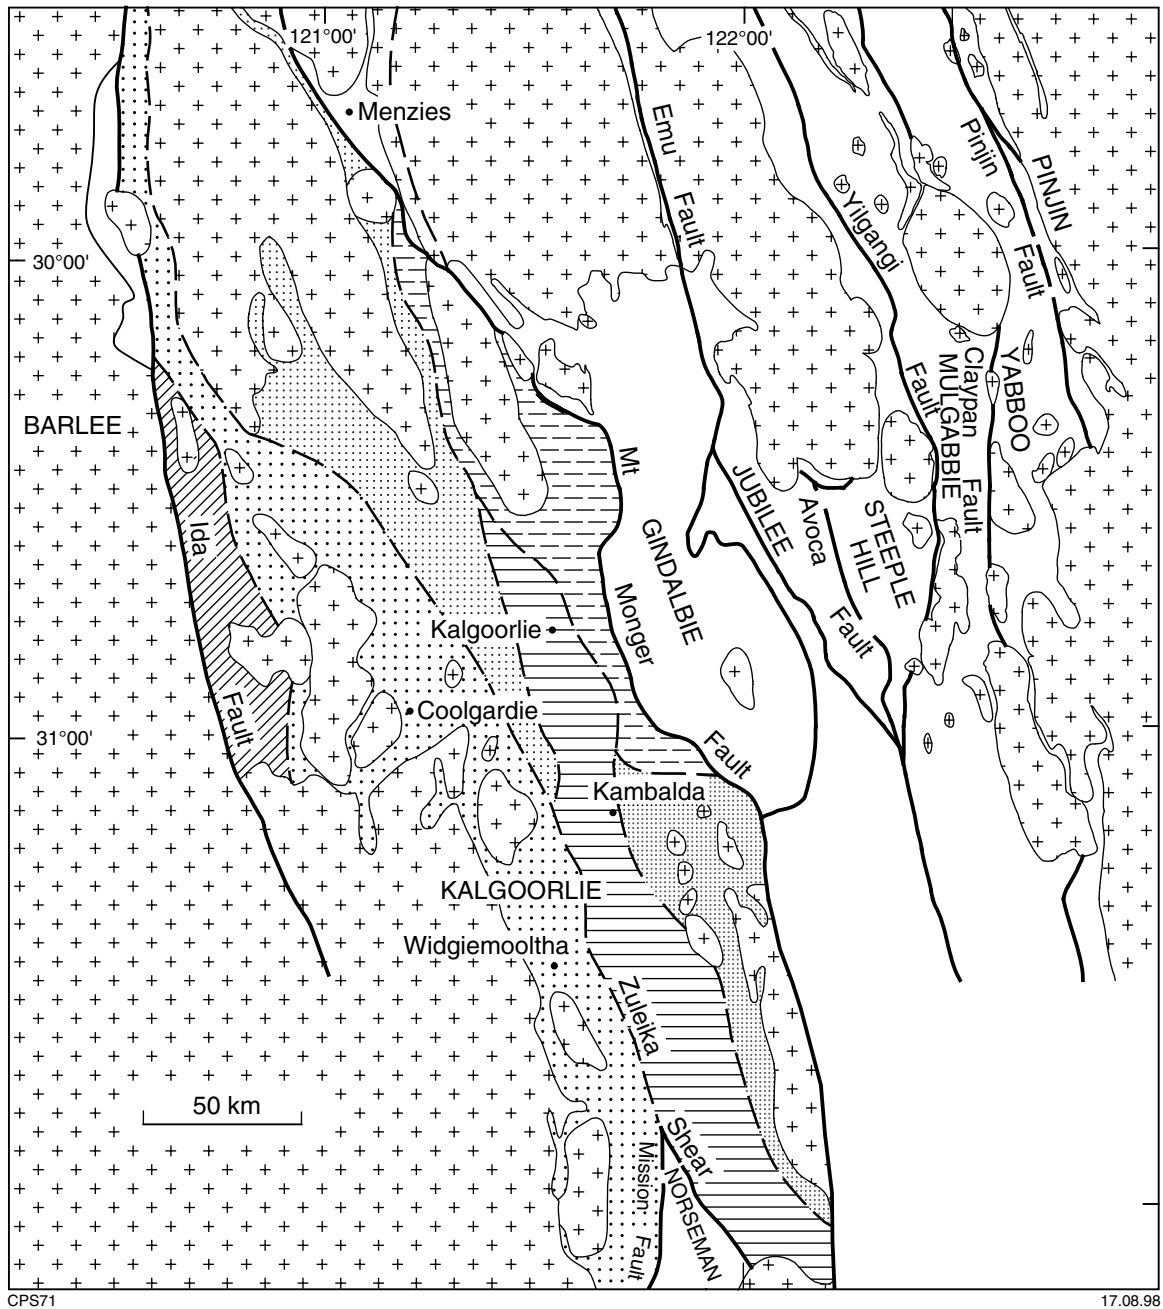 121°00'
122°00'
Menzies
Emu
Fault
Pinjin
Fault
PINJIN
Yilgangi
Fault
30°00'
BARLEE
Claypan
Fault
MULGABBIE
YABBOO
Mt
Monger
Fault
GINDALBIE
JUBILEE
Avoca
Fault
STEEPLE
HILL
Ida
Fault
Kalgoorlie
Coolgardie
31°00'
Kambalda
KALGOORLIE
Widgiemooltha
Zuleika
Shear
50 km
Mission
Fault
NORSEMAN
CPS71
17.08.98